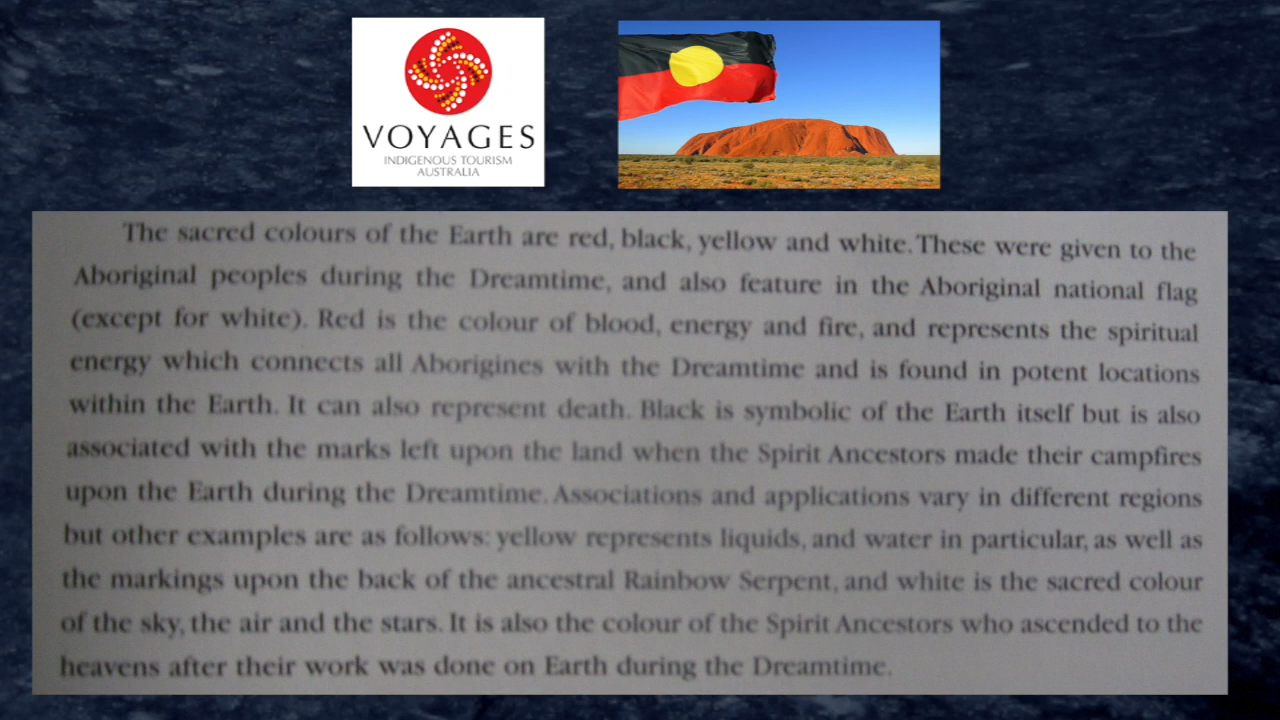 VOYAGES
INDIGENOUS TOURISM
AUSTRALIA
The sacred colours of the Earth are red, black, yellow and white. These were given to the
Aboriginal peoples during the Dreamtime, and also feature in the Aboriginal national flag
(except for white). Red is the colour of blood, energy and fire, and represents the spiritual
energy which connects all Aborigines with the Dreamtime and is found in potent locations
within the Earth. It can also represent death. Black is symbolic of the Earth itself but is also
associated with the marks left upon the land when the Spirit Ancestors made their campfires
upon the Earth during the Dreamtime. Associations and applications vary in different regions
but other examples are as follows: yellow represents liquids, and water in particular, as well as
the markings upon the back of the ancestral Rainbow Serpent, and white is the sacred colour
of the sky, the air and the stars. It is also the colour of the Spirit Ancestors who ascended to the
heavens after their work was done on Earth during the Dreamtime.